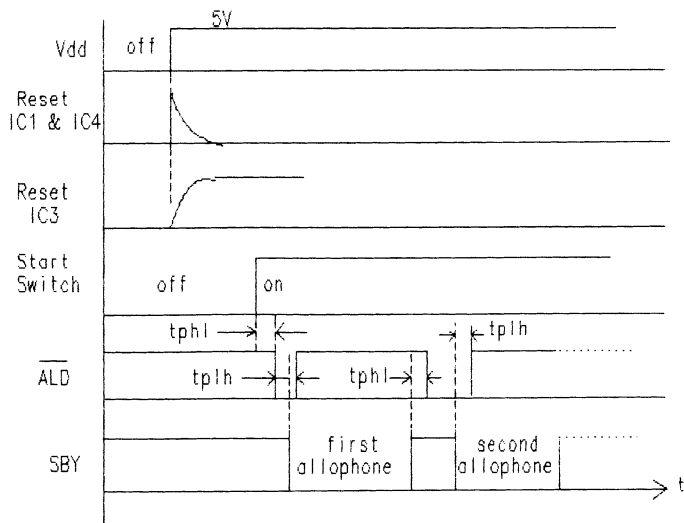 5V
Vdd off
Reset
IC1 & IC4
Reset
IC3
Start
Switch
off on
tphl tplh
ALD tplh tphl
SBY first
allophone second
allophone
t